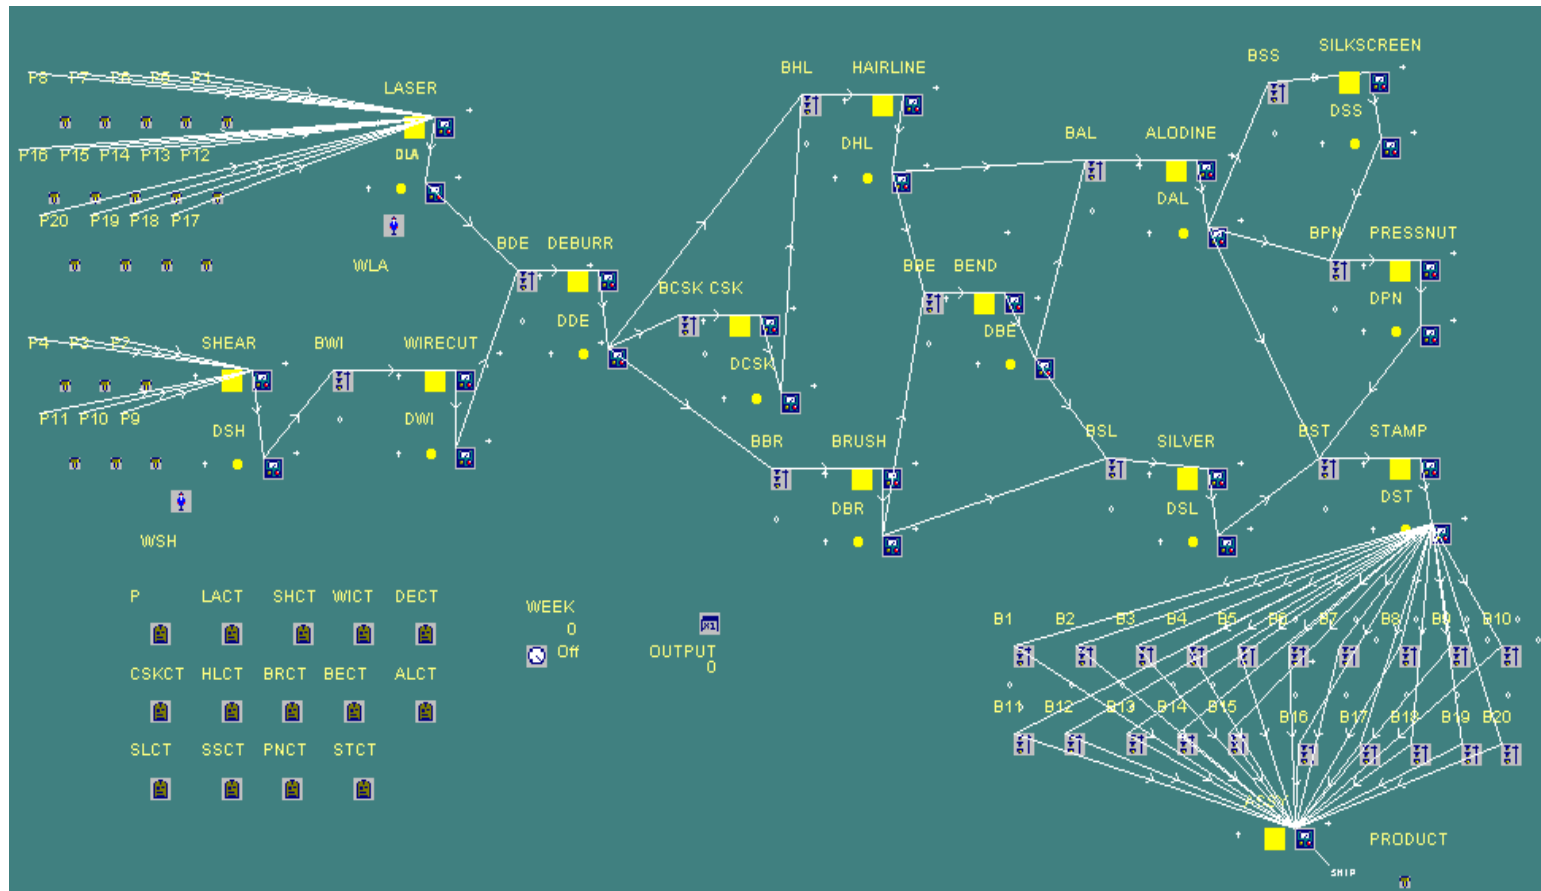 SILKSCREEN
BSS
BHL HAIRLINE
P8 P7 P6 P5 P1
LASER
DSS
BAL ALODINE
DHL
P16 P15 P14 P13 P12
DLA
DAL
P20 P19 P18 P17
BPN PRESSNUT
BDE DEBURR
WLA
BBE BEND
BCSK CSK
DPN
DDE
DBE
P4 P3 P2
SHEAR
BWI
WIRECUT
DCSK
P11 P10 P9
DWI
DSH
BBR BRUSH
BSL SILVER
BST STAMP
DST
DBR
DSL
WSH
P LACT SHCT WICT DECT
WEEK
0
Off
OUTPUT
0
B1 B2 B3 B4 B5 B6 B7 B8 B9 B10
CSKCT HLCT BRCT BECT ALCT
B11 B12 B13 B14 B15
B16 B17 B18 B19 B20
SLCT SSCT PNCT STCT
ASSY
PRODUCT
SHIP